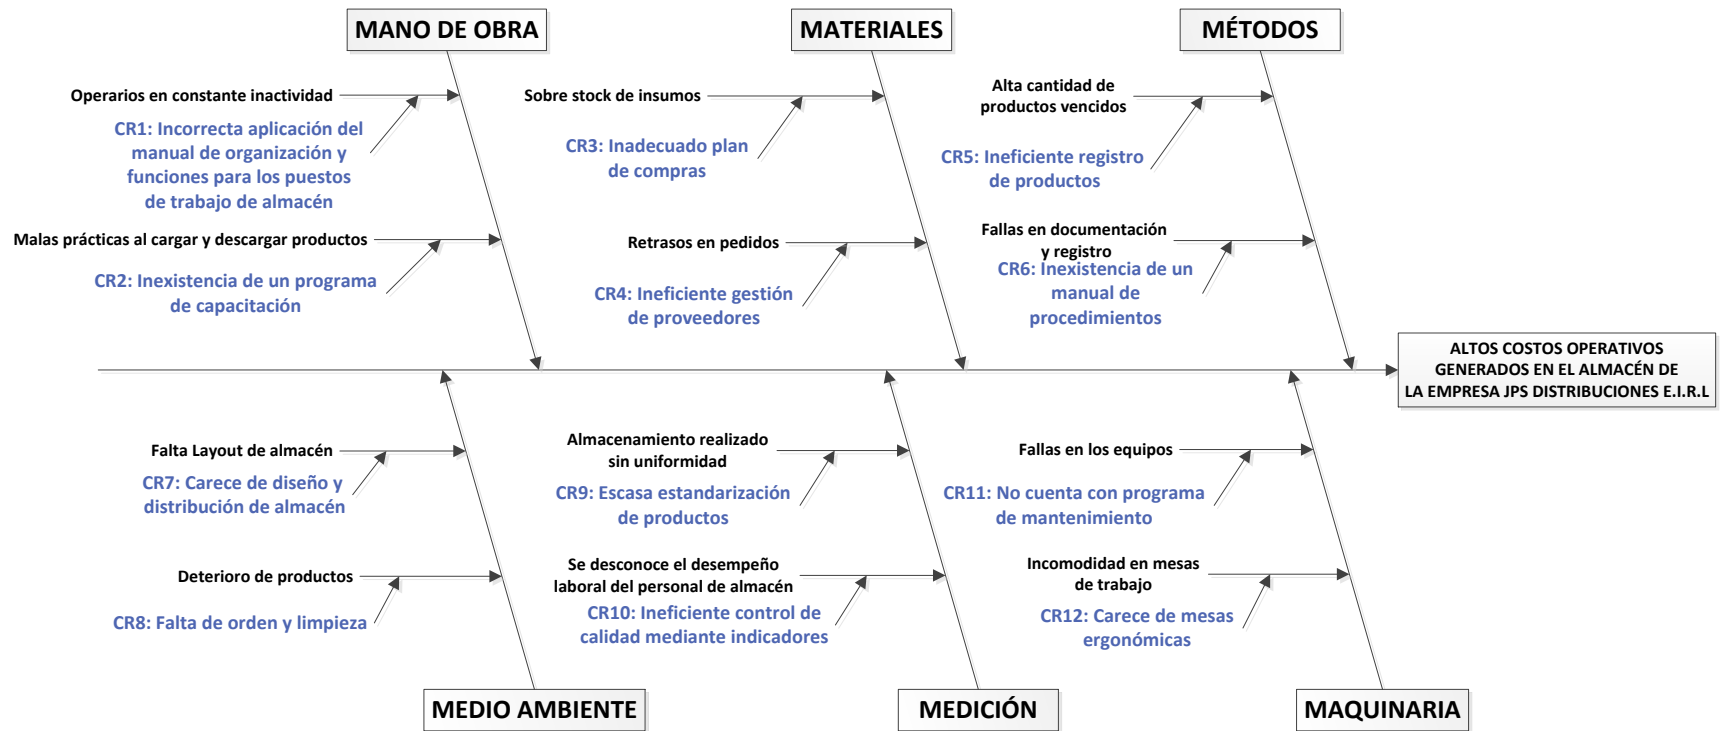 MANO DE OBRA
MATERIALES
MÉTODOS
Operarios en constante inactividad
CR1: Incorrecta aplicación del
manual de organización y
funciones para los puestos
de trabajo de almacén
Malas prácticas al cargar y descargar productos
CR2: Inexistencia de un programa
de capacitación
Sobre stock de insumos
CR3: Inadecuado plan
de compras
Retrasos en pedidos
CR4: Ineficiente gestión
de proveedores
Alta cantidad de
productos vencidos
CR5: Ineficiente registro
de productos
Fallas en documentación
y registro
CR6: Inexistencia de un
manual de
procedimientos
ALTOS COSTOS OPERATIVOS
GENERADOS EN EL ALMACÉN DE
LA EMPRESA JPS DISTRIBUCIONES E.I.R.L
Falta Layout de almacén
CR7: Carece de diseño y
distribución de almacén
Deterioro de productos
CR8: Falta de orden y limpieza
Almacenamiento realizado
sin uniformidad
CR9: Escasa estandarización
de productos
Se desconoce el desempeño
laboral del personal de almacén
CR10: Ineficiente control de
calidad mediante indicadores
Fallas en los equipos
CR11: No cuenta con programa
de mantenimiento
Incomodidad en mesas
de trabajo
CR12: Carece de mesas
ergonómicas
MEDIO AMBIENTE
MEDICIÓN
MAQUINARIA